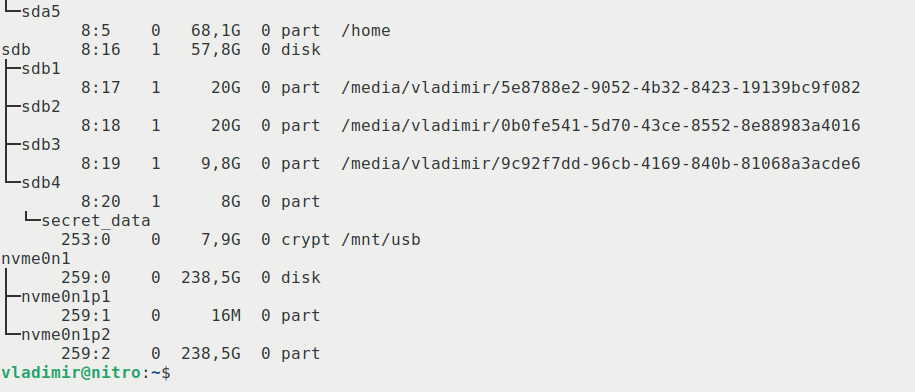 └─sda5
        8:5    0   68,1G  0 part  /home
sdb     8:16   1   57,8G  0 disk
├─sdb1
        8:17   1     20G  0 part  /media/vladimir/5e8788e2-9052-4b32-8423-19139bc9f082
├─sdb2
        8:18   1     20G  0 part  /media/vladimir/0b0fe541-5d70-43ce-8552-8e88983a4016
├─sdb3
        8:19   1    9,8G  0 part  /media/vladimir/9c92f7dd-96cb-4169-840b-81068a3acde6
└─sdb4
        8:20   1      8G  0 part
  └─secret_data
      253:0    0    7,9G  0 crypt /mnt/usb
nvme0n1
      259:0    0  238,5G  0 disk
├─nvme0n1p1
      259:1    0     16M  0 part
└─nvme0n1p2
      259:2    0  238,5G  0 part
vladimir@nitro:~$